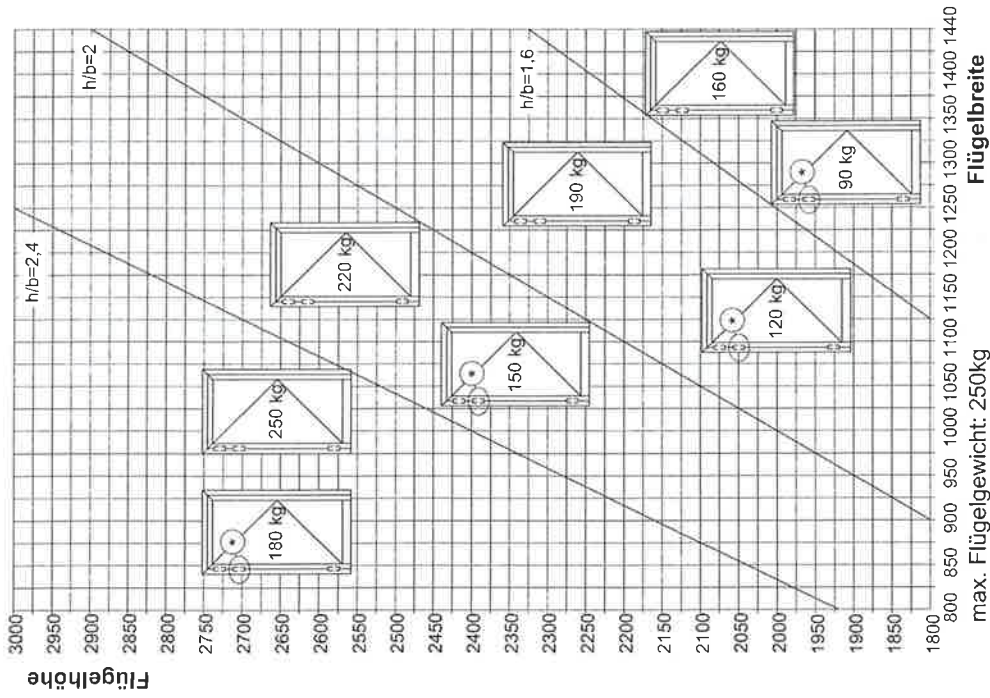 Flügelhöhe
3000
2950
2900
2850
2800
2750
2700
2650
2600
2550
2500
2450
2400
2350
2300
2250
2200
2150
2100
2050
2000
1950
1900
1850
1800
h/b=2,4
h/b=2
h/b=1,6
180 kg
*
250 kg
220 kg
150 kg
*
190 kg
120 kg
*
160 kg
90 kg
*
800 850 900 950 1000 1050 1100 1150 1200 1250 1300 1350 1400 1440
max. Flügelgewicht: 250kg
Flügelbreite